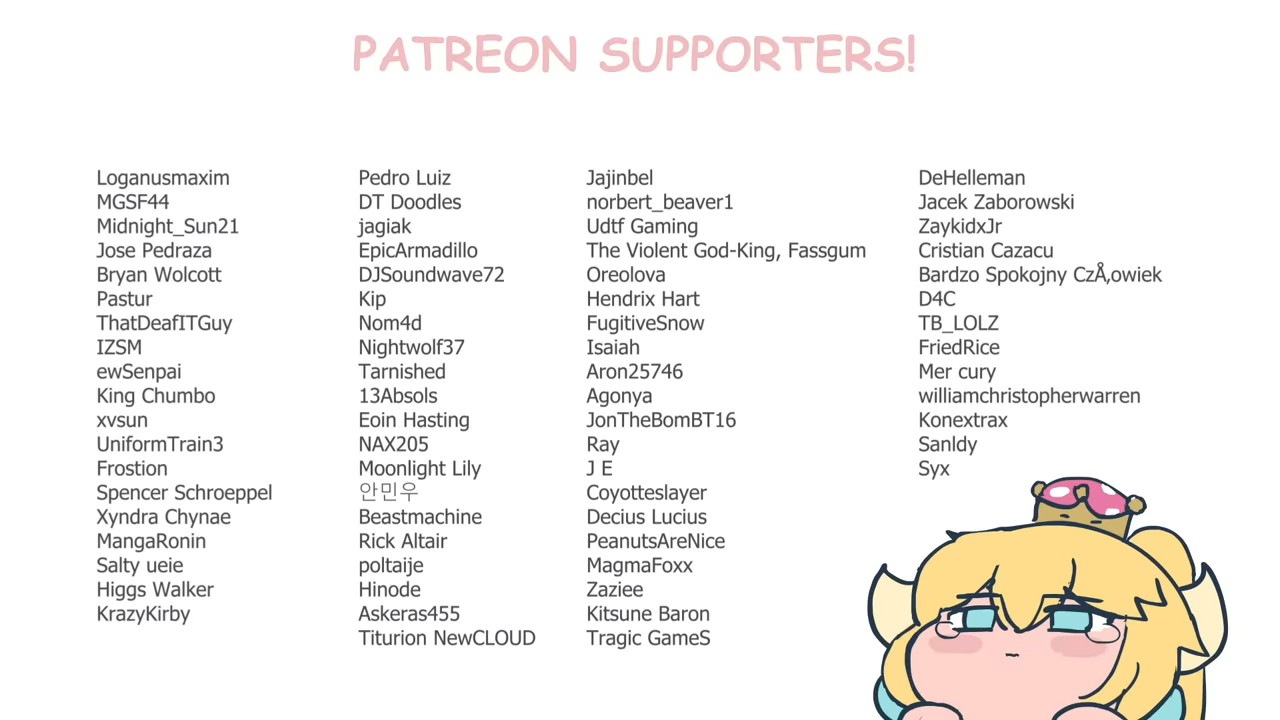 PATREON SUPPORTERS!
Loganusmaxim
MGSF44
Midnight_Sun21
Jose Pedraza
Bryan Wolcott
Pastur
ThatDeafITGuy
IZSM
ewSenpai
King Chumbo
xvsun
UniformTrain3
Frostion
Spencer Schroeppel
Xyndra Chynae
MangaRonin
Salty ueie
Higgs Walker
KrazyKirby
Pedro Luiz
DT Doodles
jagiak
EpicArmadillo
DJSoundwave72
Kip
Nom4d
Nightwolf37
Tarnished
13Absols
Eoin Hasting
NAX205
Moonlight Lily
안민우
Beastmachine
Rick Altair
poltaije
Hinode
Askeras455
Titurion NewCLOUD
Jajinbel
norbert_beaver1
Udtf Gaming
The Violent God-King, Fassgum
Oreolova
Hendrix Hart
FugitiveSnow
Isaiah
Aron25746
Agonya
JonTheBomBT16
Ray
J E
Coyotteslayer
Decius Lucius
PeanutsAreNice
MagmaFoxx
Zaziee
Kitsune Baron
Tragic GameS
DeHelleman
Jacek Zaborowski
ZaykidxJr
Cristian Cazacu
Bardzo Spokojny CzÅ‚owiek
D4C
TB_LOLZ
FriedRice
Mer cury
williamchristopherwarren
Konextrax
Sanldy
Syx